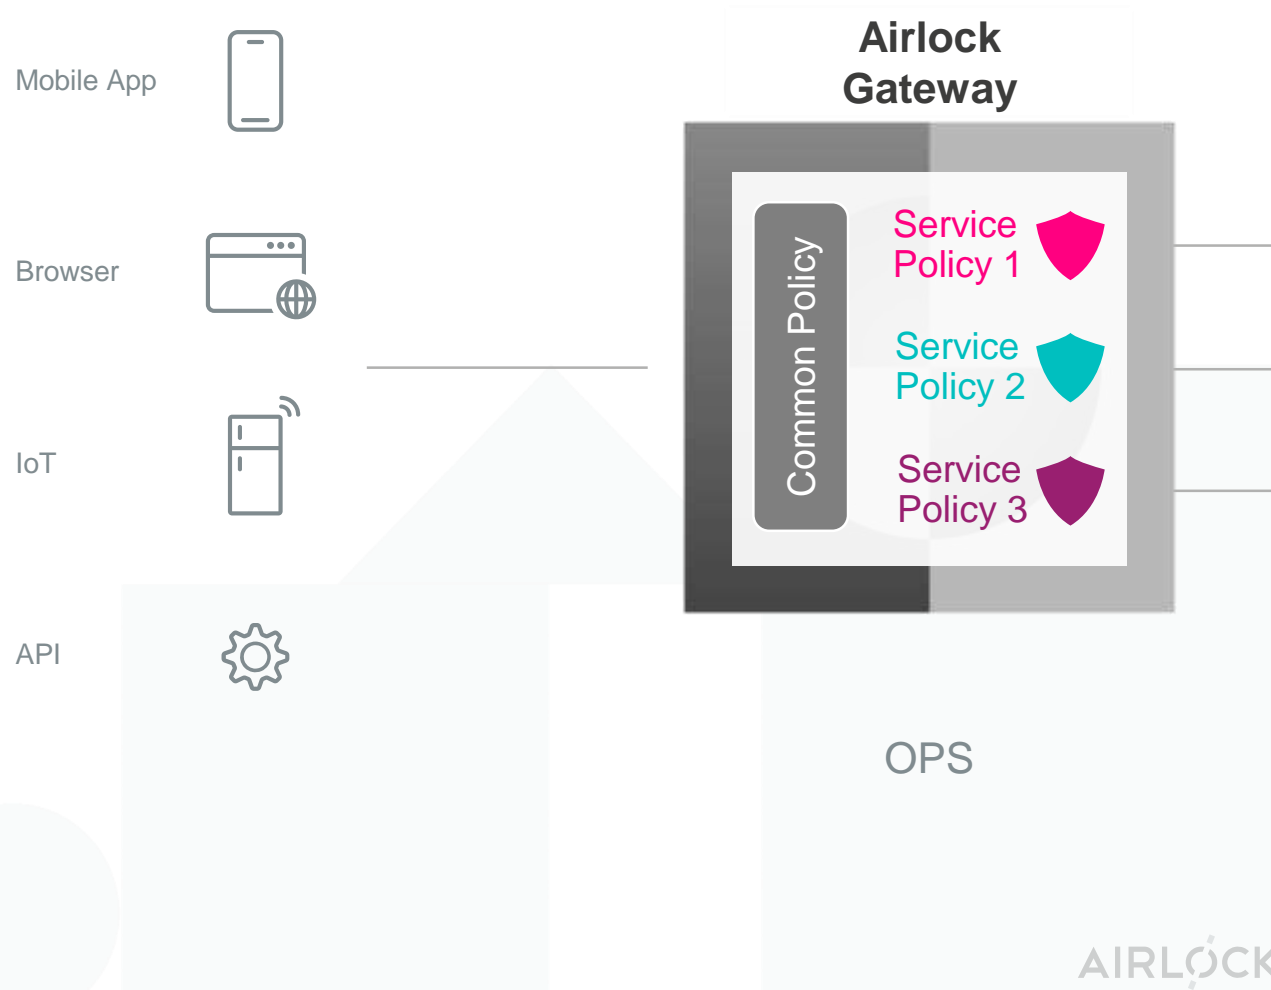 Airlock
Gateway
Mobile App
Browser
IoT
API
Common Policy
Service
Policy 1
Service
Policy 2
Service
Policy 3
OPS
AIRLOCK